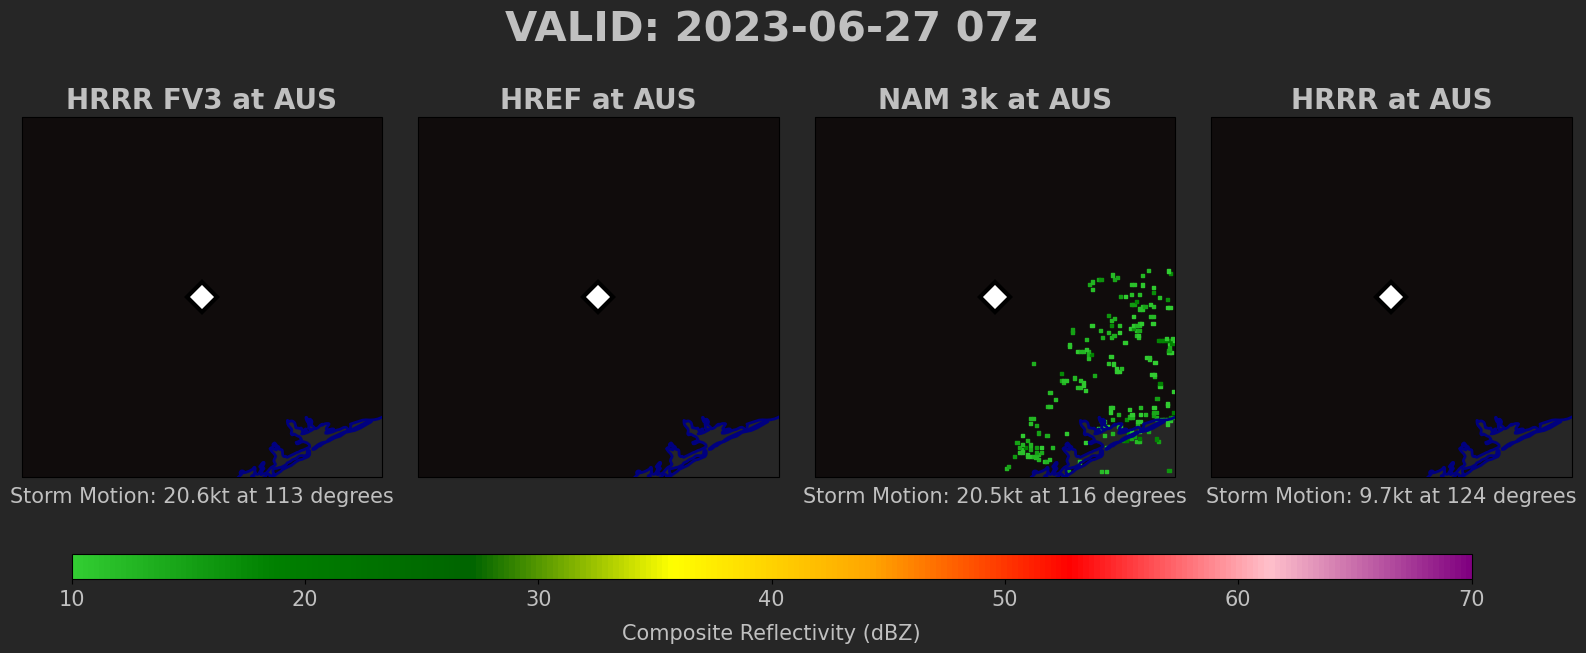 VALID: 2023-06-27 07z
HRRR FV3 at AUS
HREF at AUS
NAM 3k at AUS
HRRR at AUS
Storm Motion: 20.6kt at 113 degrees
Storm Motion: 20.5kt at 116 degrees
Storm Motion: 9.7kt at 124 degrees
10 20 30 40 50 60 70
Composite Reflectivity (dBZ)